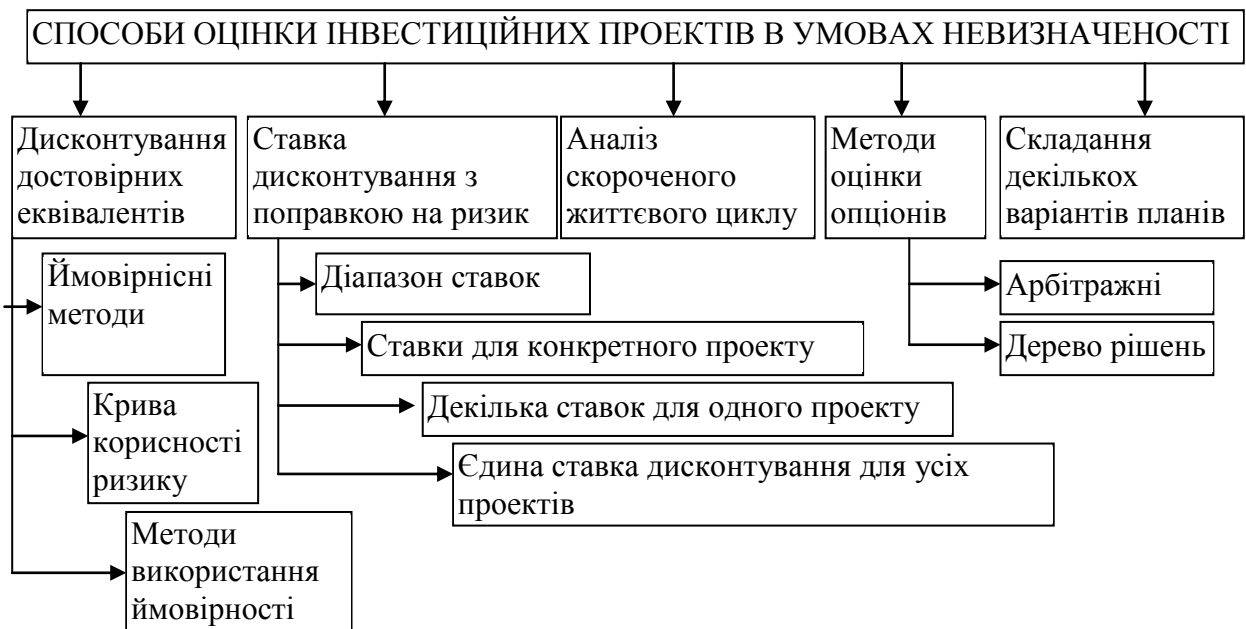 СПОСОБИ ОЦІНКИ ІНВЕСТИЦІЙНИХ ПРОЕКТІВ В УМОВАХ НЕВИЗНАЧЕНОСТІ
Дисконтування
достовірних
еквівалентів
Ставка
дисконтування з
поправкою на ризик
Аналіз
скороченого
життєвого циклу
Методи
оцінки
опціонів
Складання
декількох
варіантів планів
Ймовірнісні
методи
Крива
корисності
ризику
Методи
використання
ймовірності
Діапазон ставок
Ставки для конкретного проекту
Декілька ставок для одного проекту
Єдина ставка дисконтування для усіх
проектів
Арбітражні
Дерево рішень